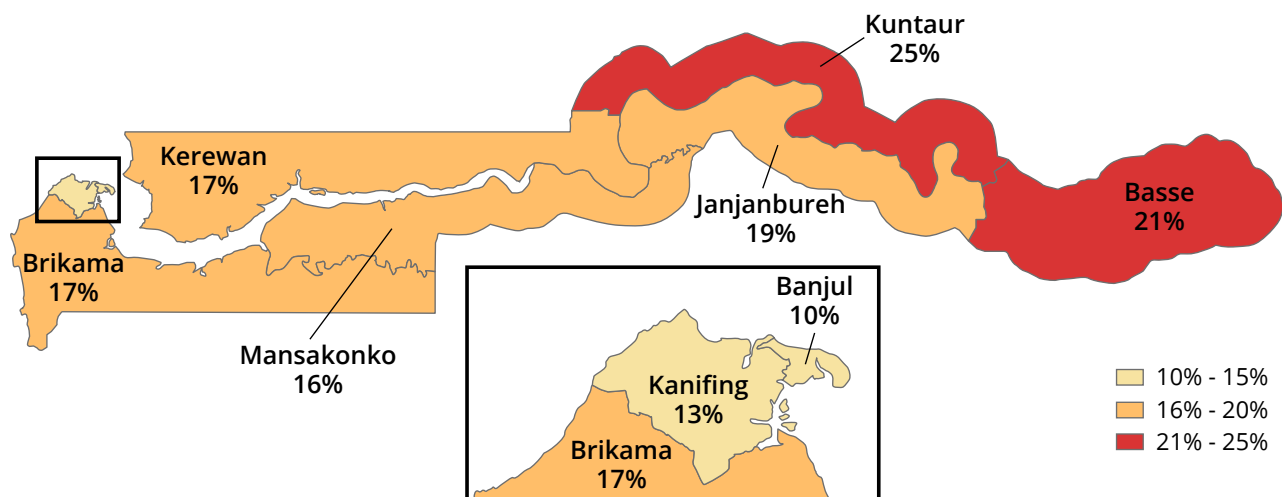 Kuntaur
25%
Kerewan
17%
Basse
21%
Janjanbureh
19%
Brikama
17%
Mansakonko
16%
Banjul
10%
Kanifing
13%
Brikama
17%
10% - 15%
16% - 20%
21% - 25%